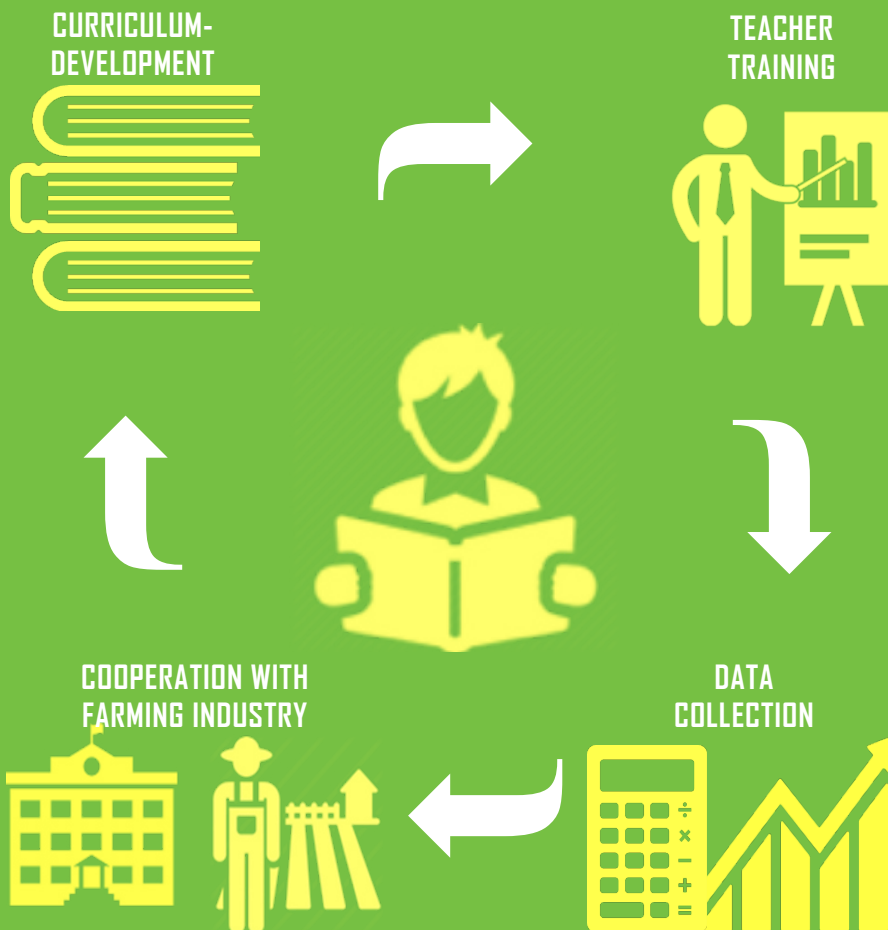 CURRICULUM-
DEVELOPMENT
TEACHER
TRAINING
COOPERATION WITH
FARMING INDUSTRY
DATA
COLLECTION
÷
×
−
+
=